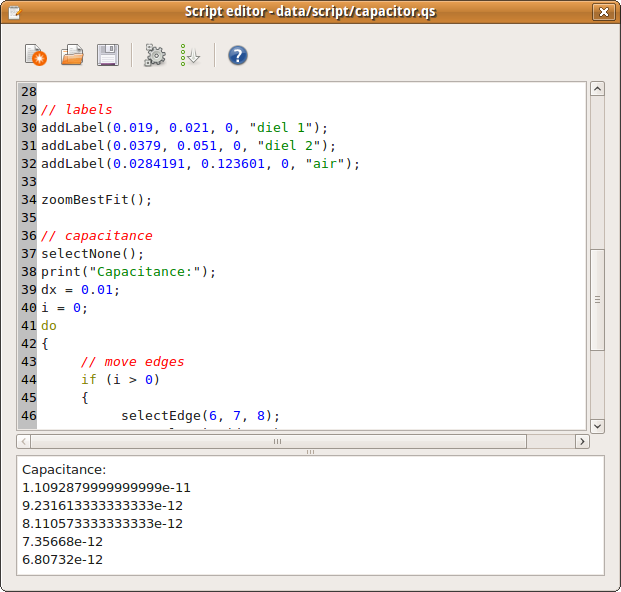 Script editor - data/script/capacitor.qs
28
29 // labels
30 addLabel(0.019, 0.021, 0, "diel 1");
31 addLabel(0.0379, 0.051, 0, "diel 2");
32 addLabel(0.0284191, 0.123601, 0, "air");
33
34 zoomBestFit();
35
36 // capacitance
37 selectNone();
38 print("Capacitance:");
39 dx = 0.01;
40 i = 0;
41 do
42 {
43 // move edges
44 if (i > 0)
45 {
46 selectEdge(6, 7, 8);
Capacitance:
1.1092879999999999e-11
9.231613333333333e-12
8.110573333333333e-12
7.35668e-12
6.80732e-12